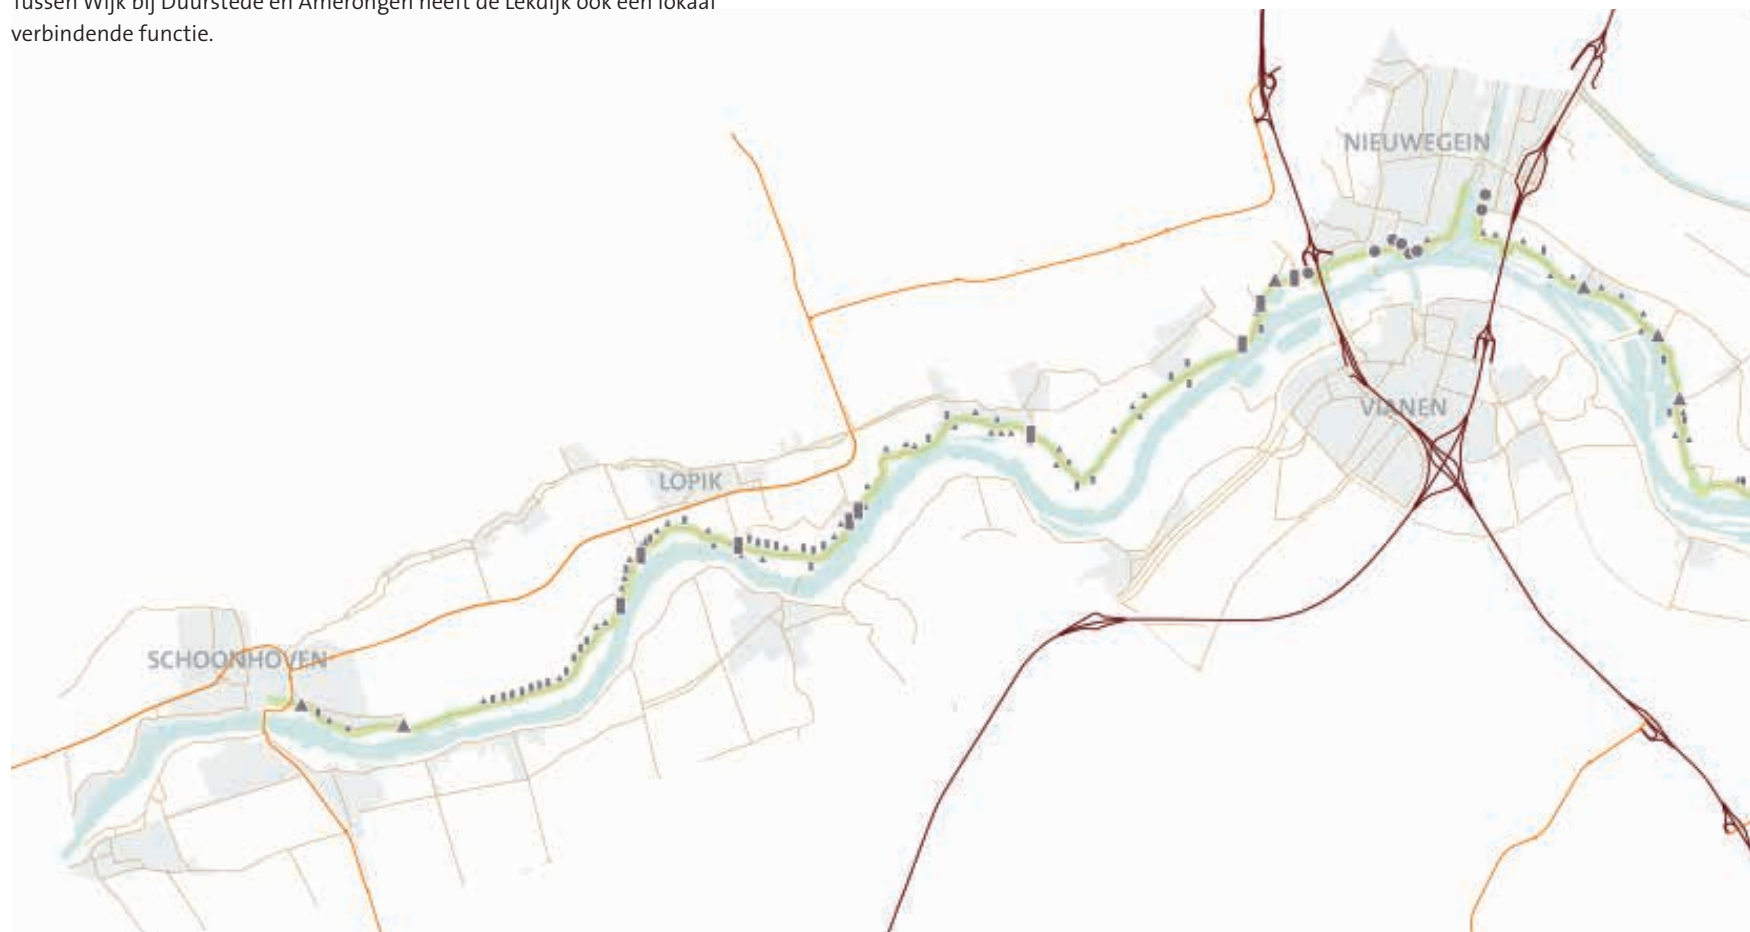 Tussen Wijk bij Duurstede en Amerongen heeft de Lekdijk ook een lokaal
verbindende functie.
NIEUWEGEIN
VIANEN
LOPIK
SCHOONHOVEN